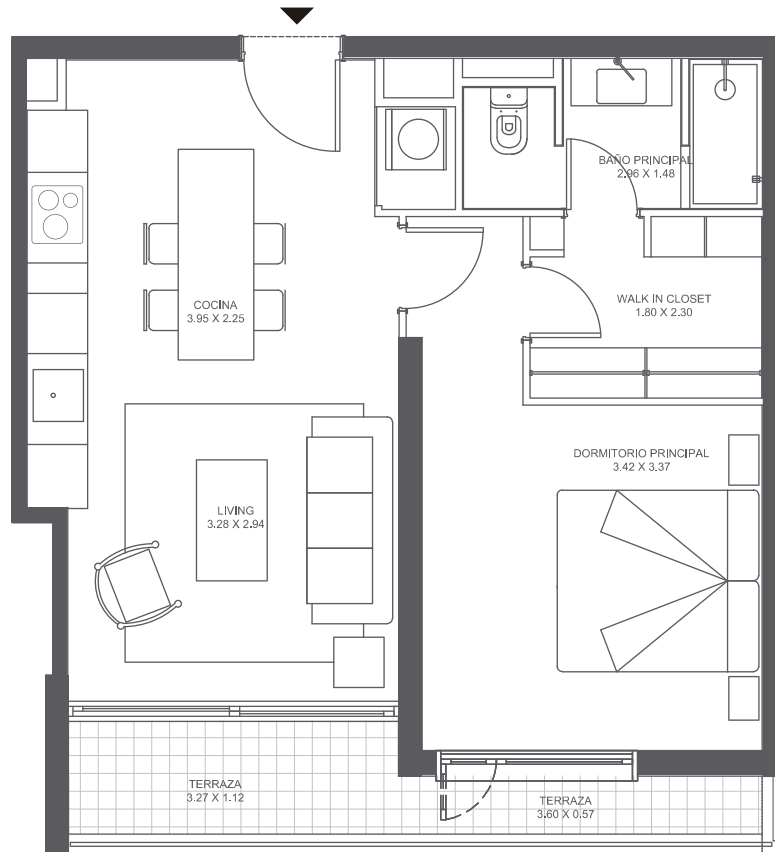 BAÑO PRINCIPAL
2.96 X 1.48
WALK IN CLOSET
1.80 X 2.30
COCINA
3.95 X 2.25
DORMITORIO PRINCIPAL
3.42 X 3.37
LIVING
3.28 X 2.94
TERRAZA
3.27 X 1.12
TERRAZA
3.60 X 0.57